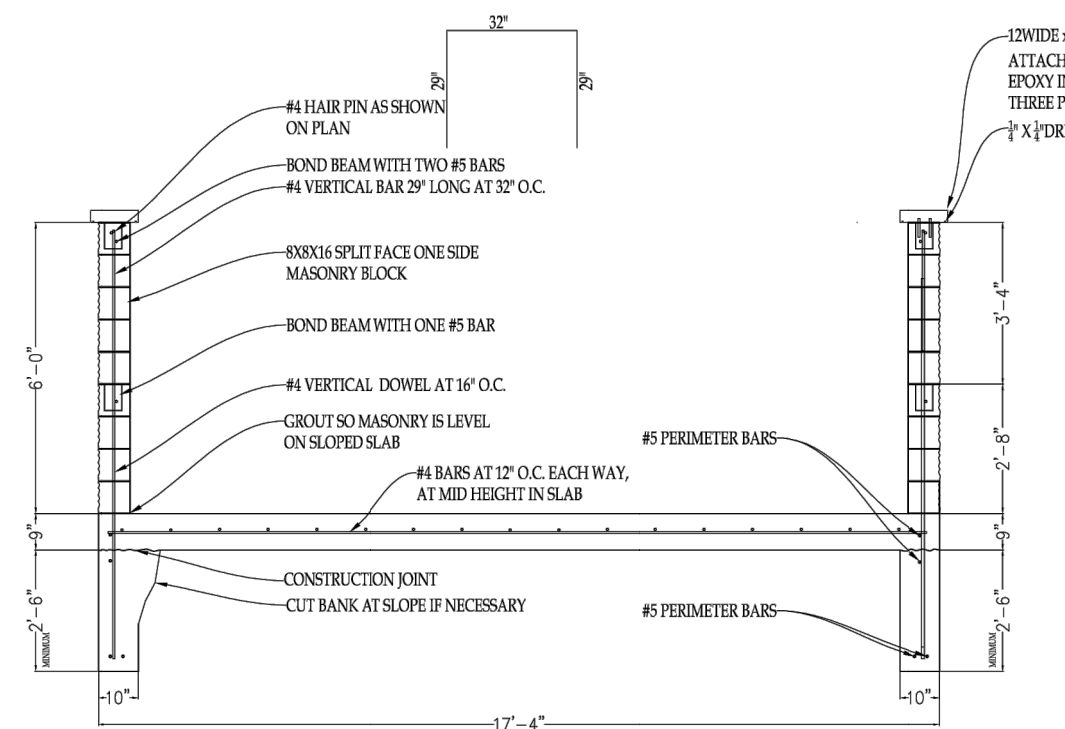 32"
29"
29"
12WIDE
ATTACH
EPOXY
THREE
1/4" X 1/4"
#4 HAIR PIN AS SHOWN
ON PLAN
BOND BEAM WITH TWO #5 BARS
#4 VERTICAL BAR 29" LONG AT 32" O.C.
8X8X16 SPLIT FACE ONE SIDE
MASONRY BLOCK
BOND BEAM WITH ONE #5 BAR
#4 VERTICAL DOWEL AT 16" O.C.
GROUT SO MASONRY IS LEVEL
ON SLOPED SLAB
#5 PERIMETER BARS
#4 BARS AT 12" O.C. EACH WAY,
AT MID HEIGHT IN SLAB
CONSTRUCTION JOINT
CUT BANK AT SLOPE IF NECESSARY
#5 PERIMETER BARS
6'-0"
9"
2'-6"
MINIMUM
3'-4"
2'-8"
9"
2'-6"
MINIMUM
10"
10"
17'-4"